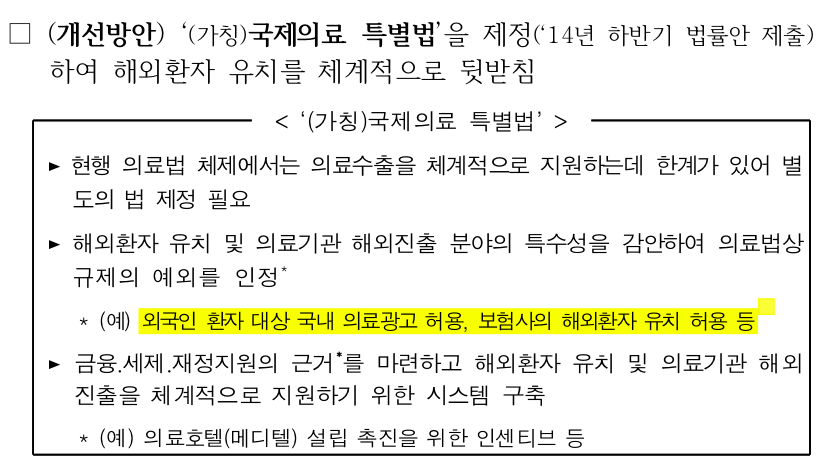 □ (개선방안) ‘(가칭)국제의료 특별법’을 제정(‘14년 하반기 법률안 제출)
하여 해외환자 유치를 체계적으로 뒷받침
< ‘(가칭)국제의료 특별법’ >
► 현행 의료법 체제에서는 의료수출을 체계적으로 지원하는데 한계가 있어 별
도의 법 제정 필요
► 해외환자 유치 및 의료기관 해외진출 분야의 특수성을 감안하여 의료법상
규제의 예외를 인정*
* (예) 외국인 환자 대상 국내 의료광고 허용, 보험사의 해외환자 유치 허용 등
► 금융.세제.재정지원의 근거*를 마련하고 해외환자 유치 및 의료기관 해외
진출을 체계적으로 지원하기 위한 시스템 구축
* (예) 의료호텔(메디텔) 설립 촉진을 위한 인센티브 등